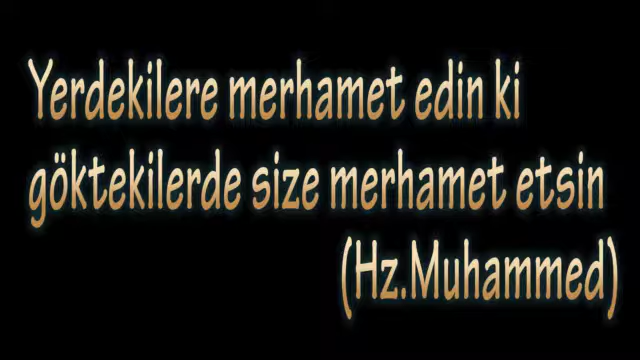 Yerdekilere merhamet edin ki
göktekilerde size merhamet etsin
(Hz.Muhammed)